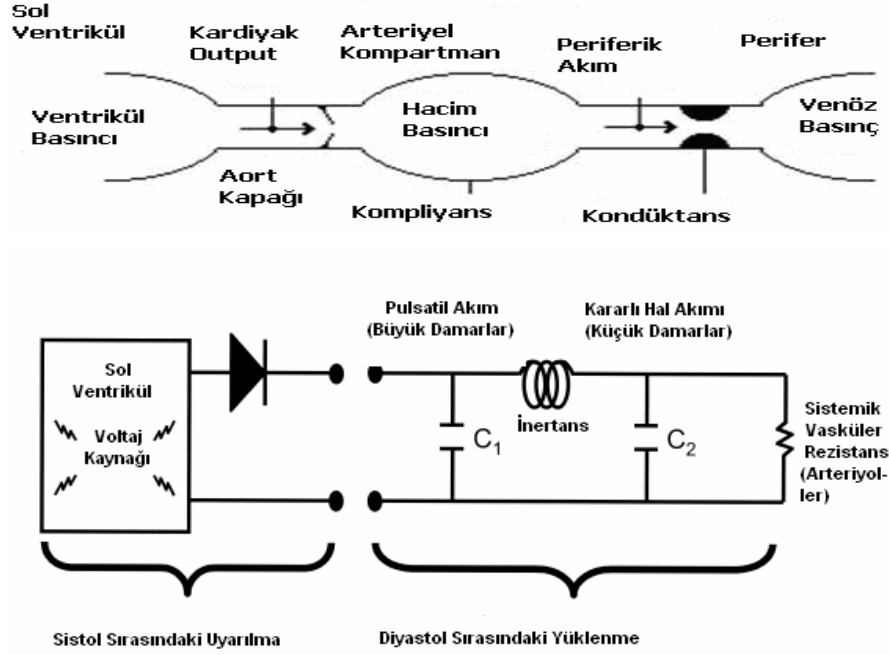 Sol
Ventrikül
Kardiyak
Output
Arteriyel
Kompartman
Periferik
Akım
Perifer
Ventrikül
Basıncı
Hacim
Basıncı
Venöz
Basınç
Aort
Kapağı
Kompliyans
Kondüktans
Pulsatil Akım
(Büyük Damarlar)
Kararlı Hal Akımı
(Küçük Damarlar)
Sol
Ventrikül
Voltaj
Kaynağı
İnertans
C1
C2
Sistemik
Vasküler
Rezistans
(Arteriyol-
ler)
Sistol Sırasındaki Uyarılma
Diyastol Sırasındaki Yüklenme